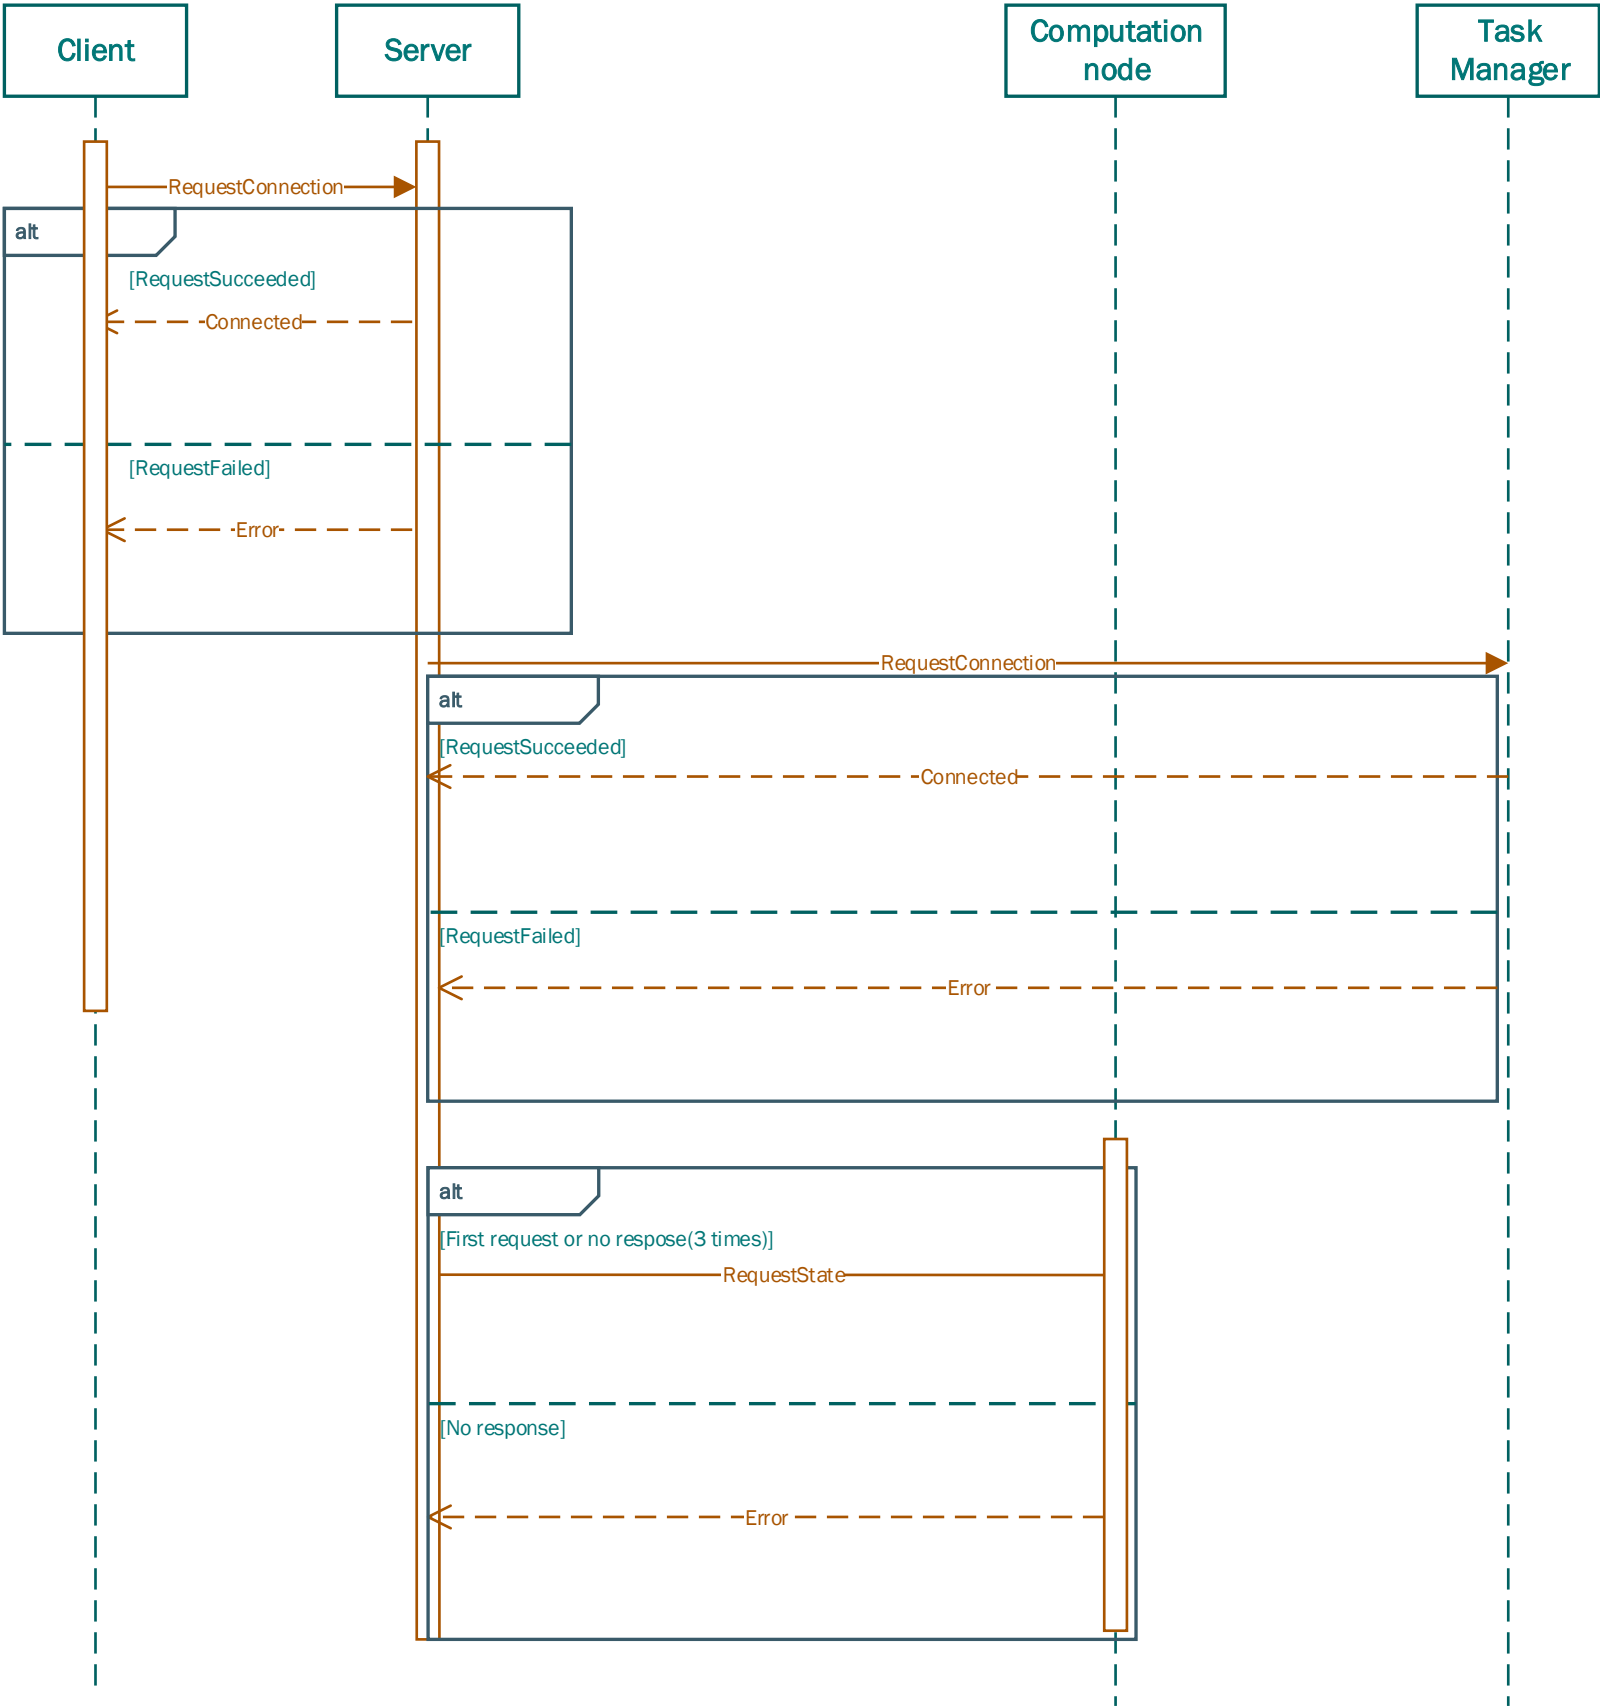 Client
Server
Computation
node
Task
Manager
RequestConnection
alt
[RequestSucceeded]
Connected
[RequestFailed]
Error
RequestConnection
alt
[RequestSucceeded]
Connected
[RequestFailed]
Error
alt
[First request or no respose(3 times)]
RequestState
[No response]
Error